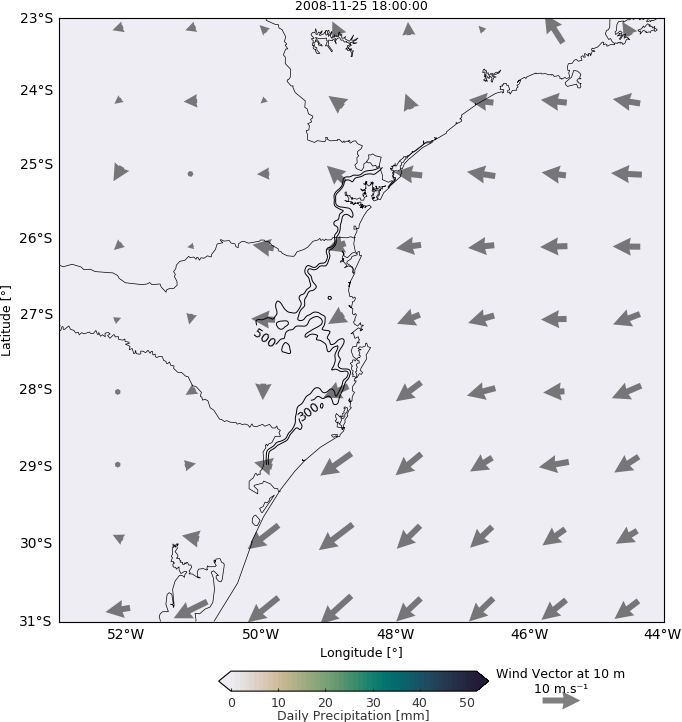 2008-11-25 18:00:00
23°S
24°S
25°S
26°S
27°S
28°S
29°S
30°S
31°S
Latitude [°]
500
300
52°W
50°W
48°W
46°W
44°W
Longitude [°]
0
10
20
30
40
50
Daily Precipitation [mm]
Wind Vector at 10 m
10 m.s⁻¹